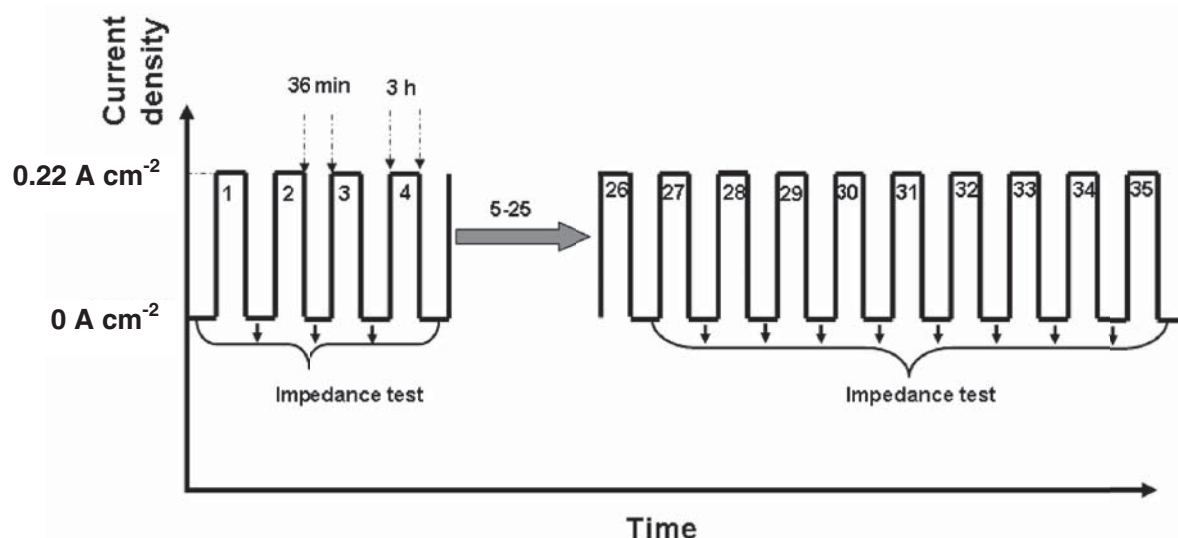 Current
density
36 min
3 h
0.22 A cm-2
1
2
3
4
5-25
26
27
28
29
30
31
32
33
34
35
0 A cm-2
Impedance test
Impedance test
Time